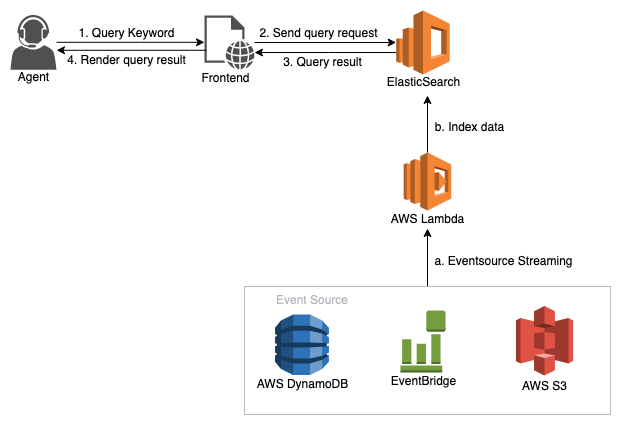 1. Query Keyword
2. Send query request
4. Render query result
3. Query result
Agent
Frontend
ElasticSearch
b. Index data
AWS Lambda
a. Eventsource Streaming
Event Source
AWS DynamoDB
EventBridge
AWS S3